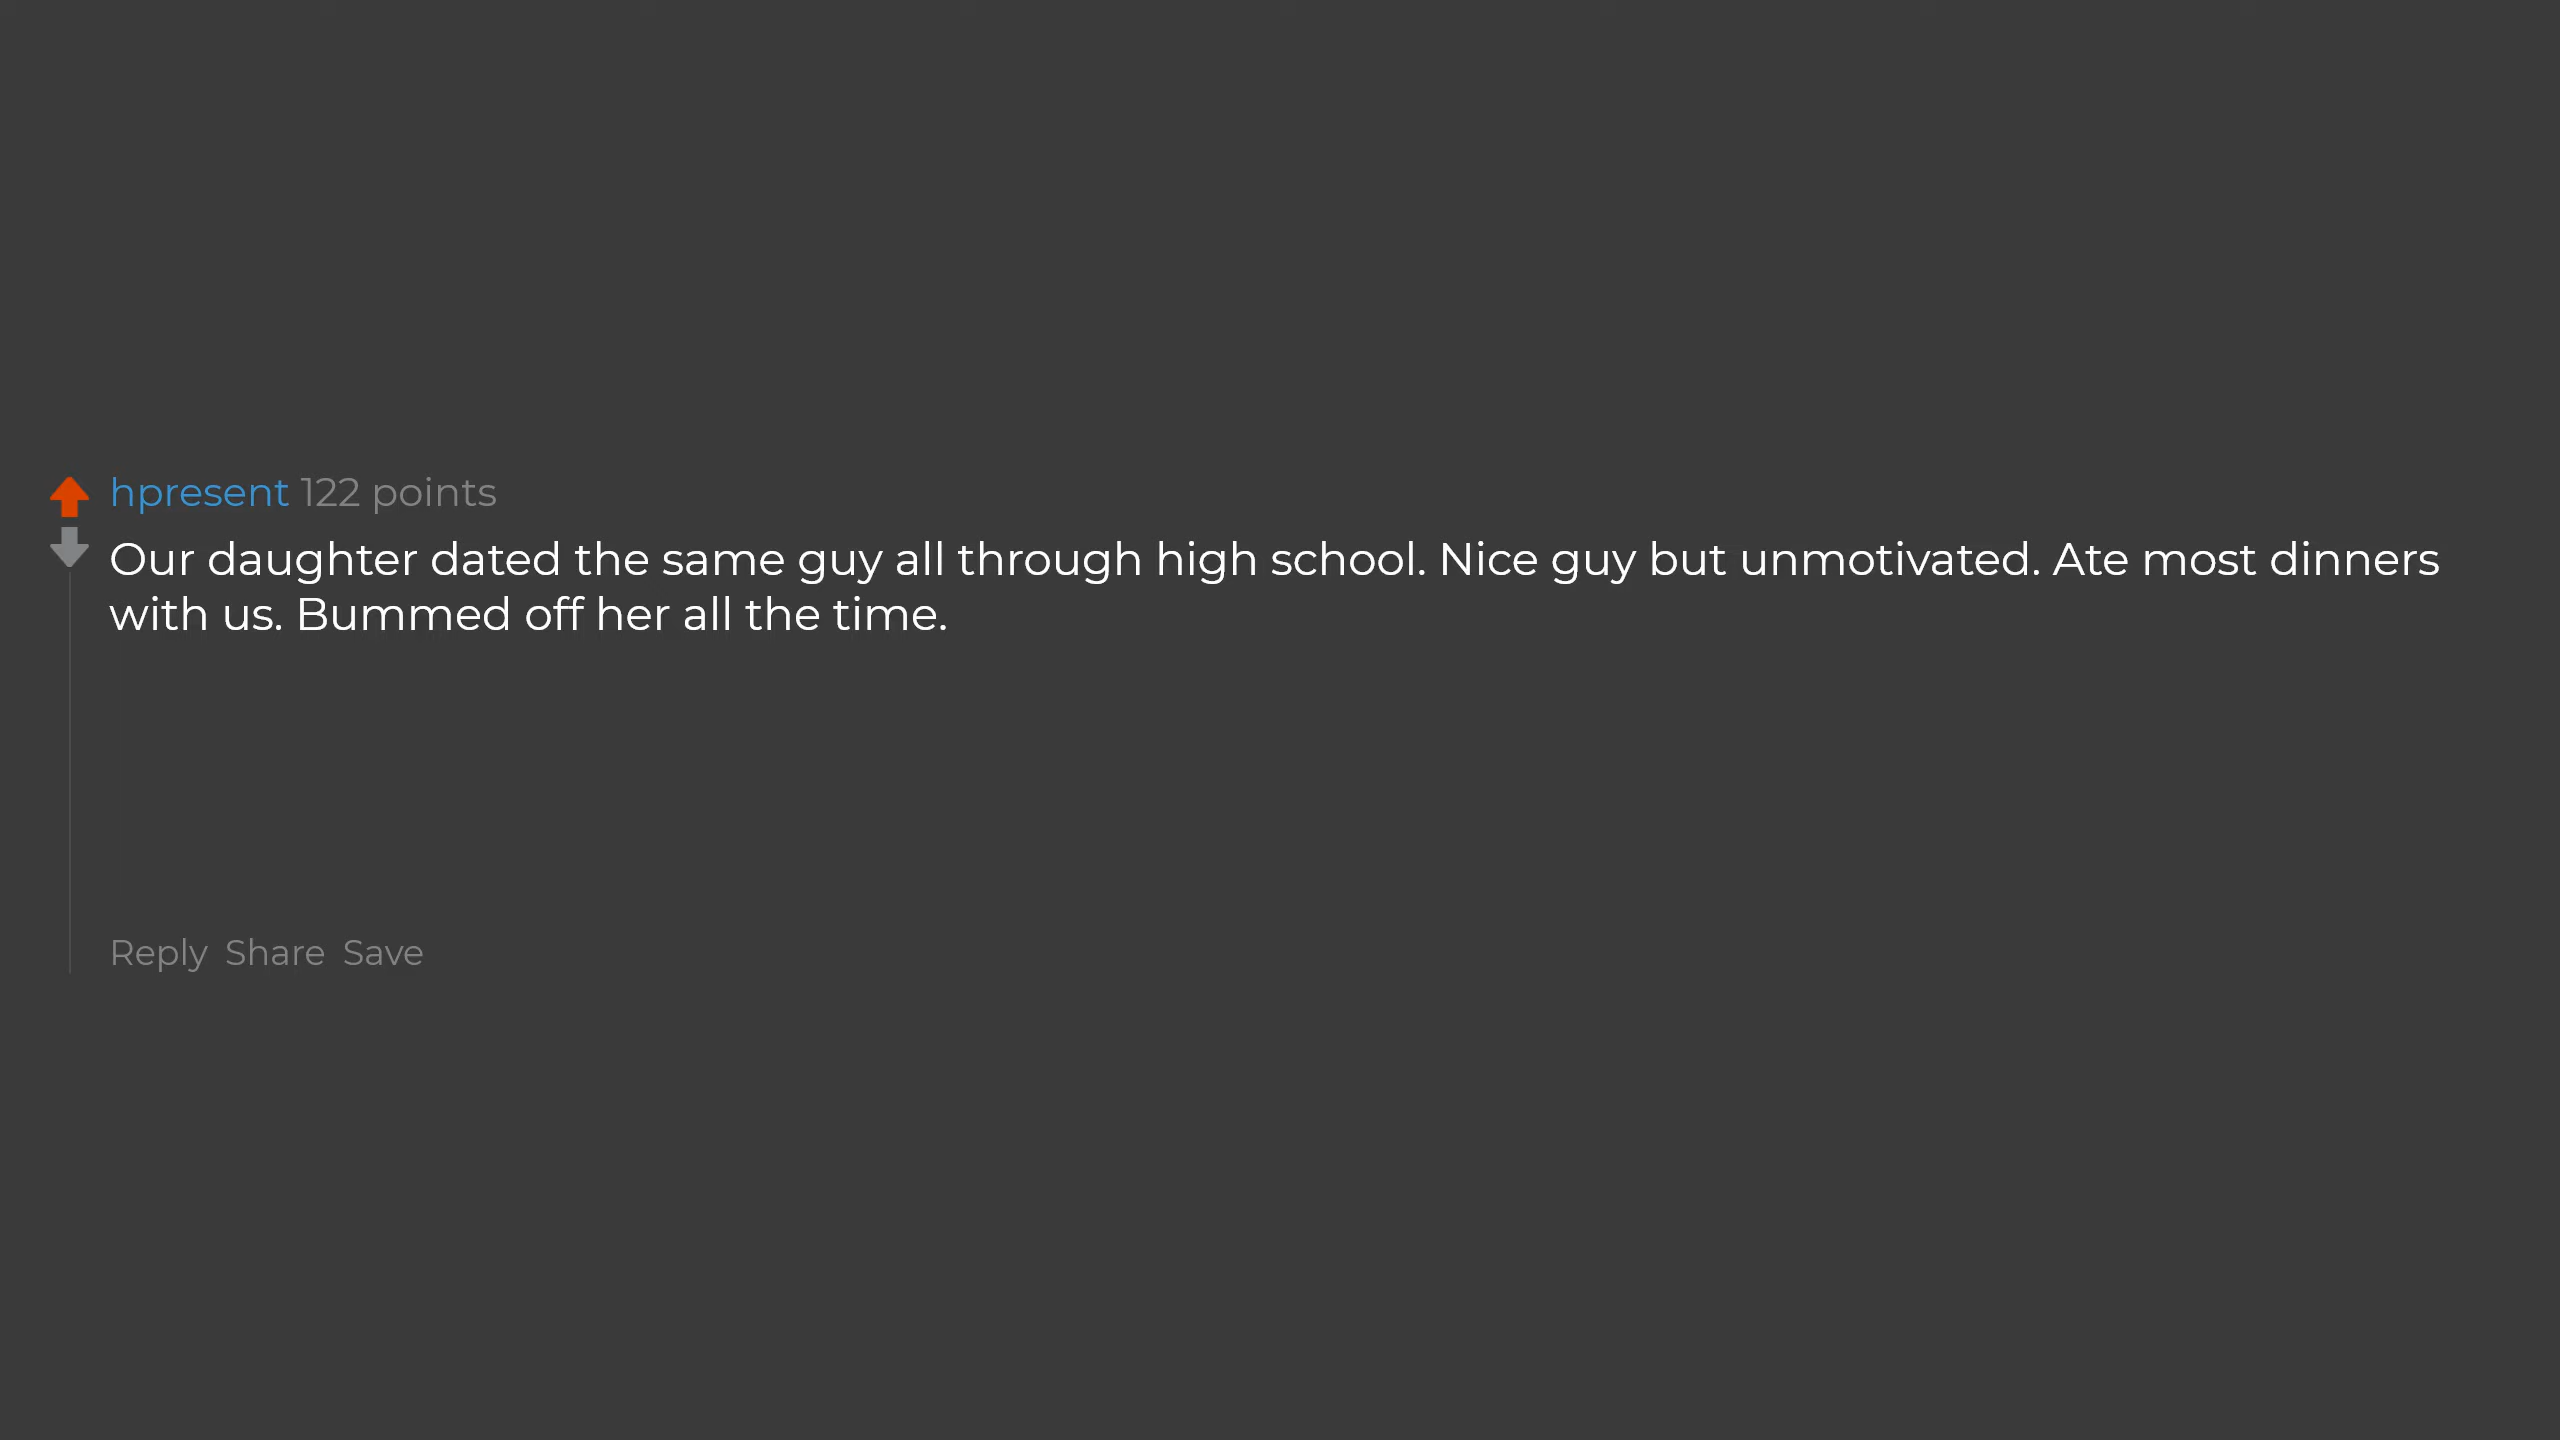 hpresent 122 points
Our daughter dated the same guy all through high school. Nice guy but unmotivated. Ate most dinners
with us. Bummed off her all the time.
Reply Share Save